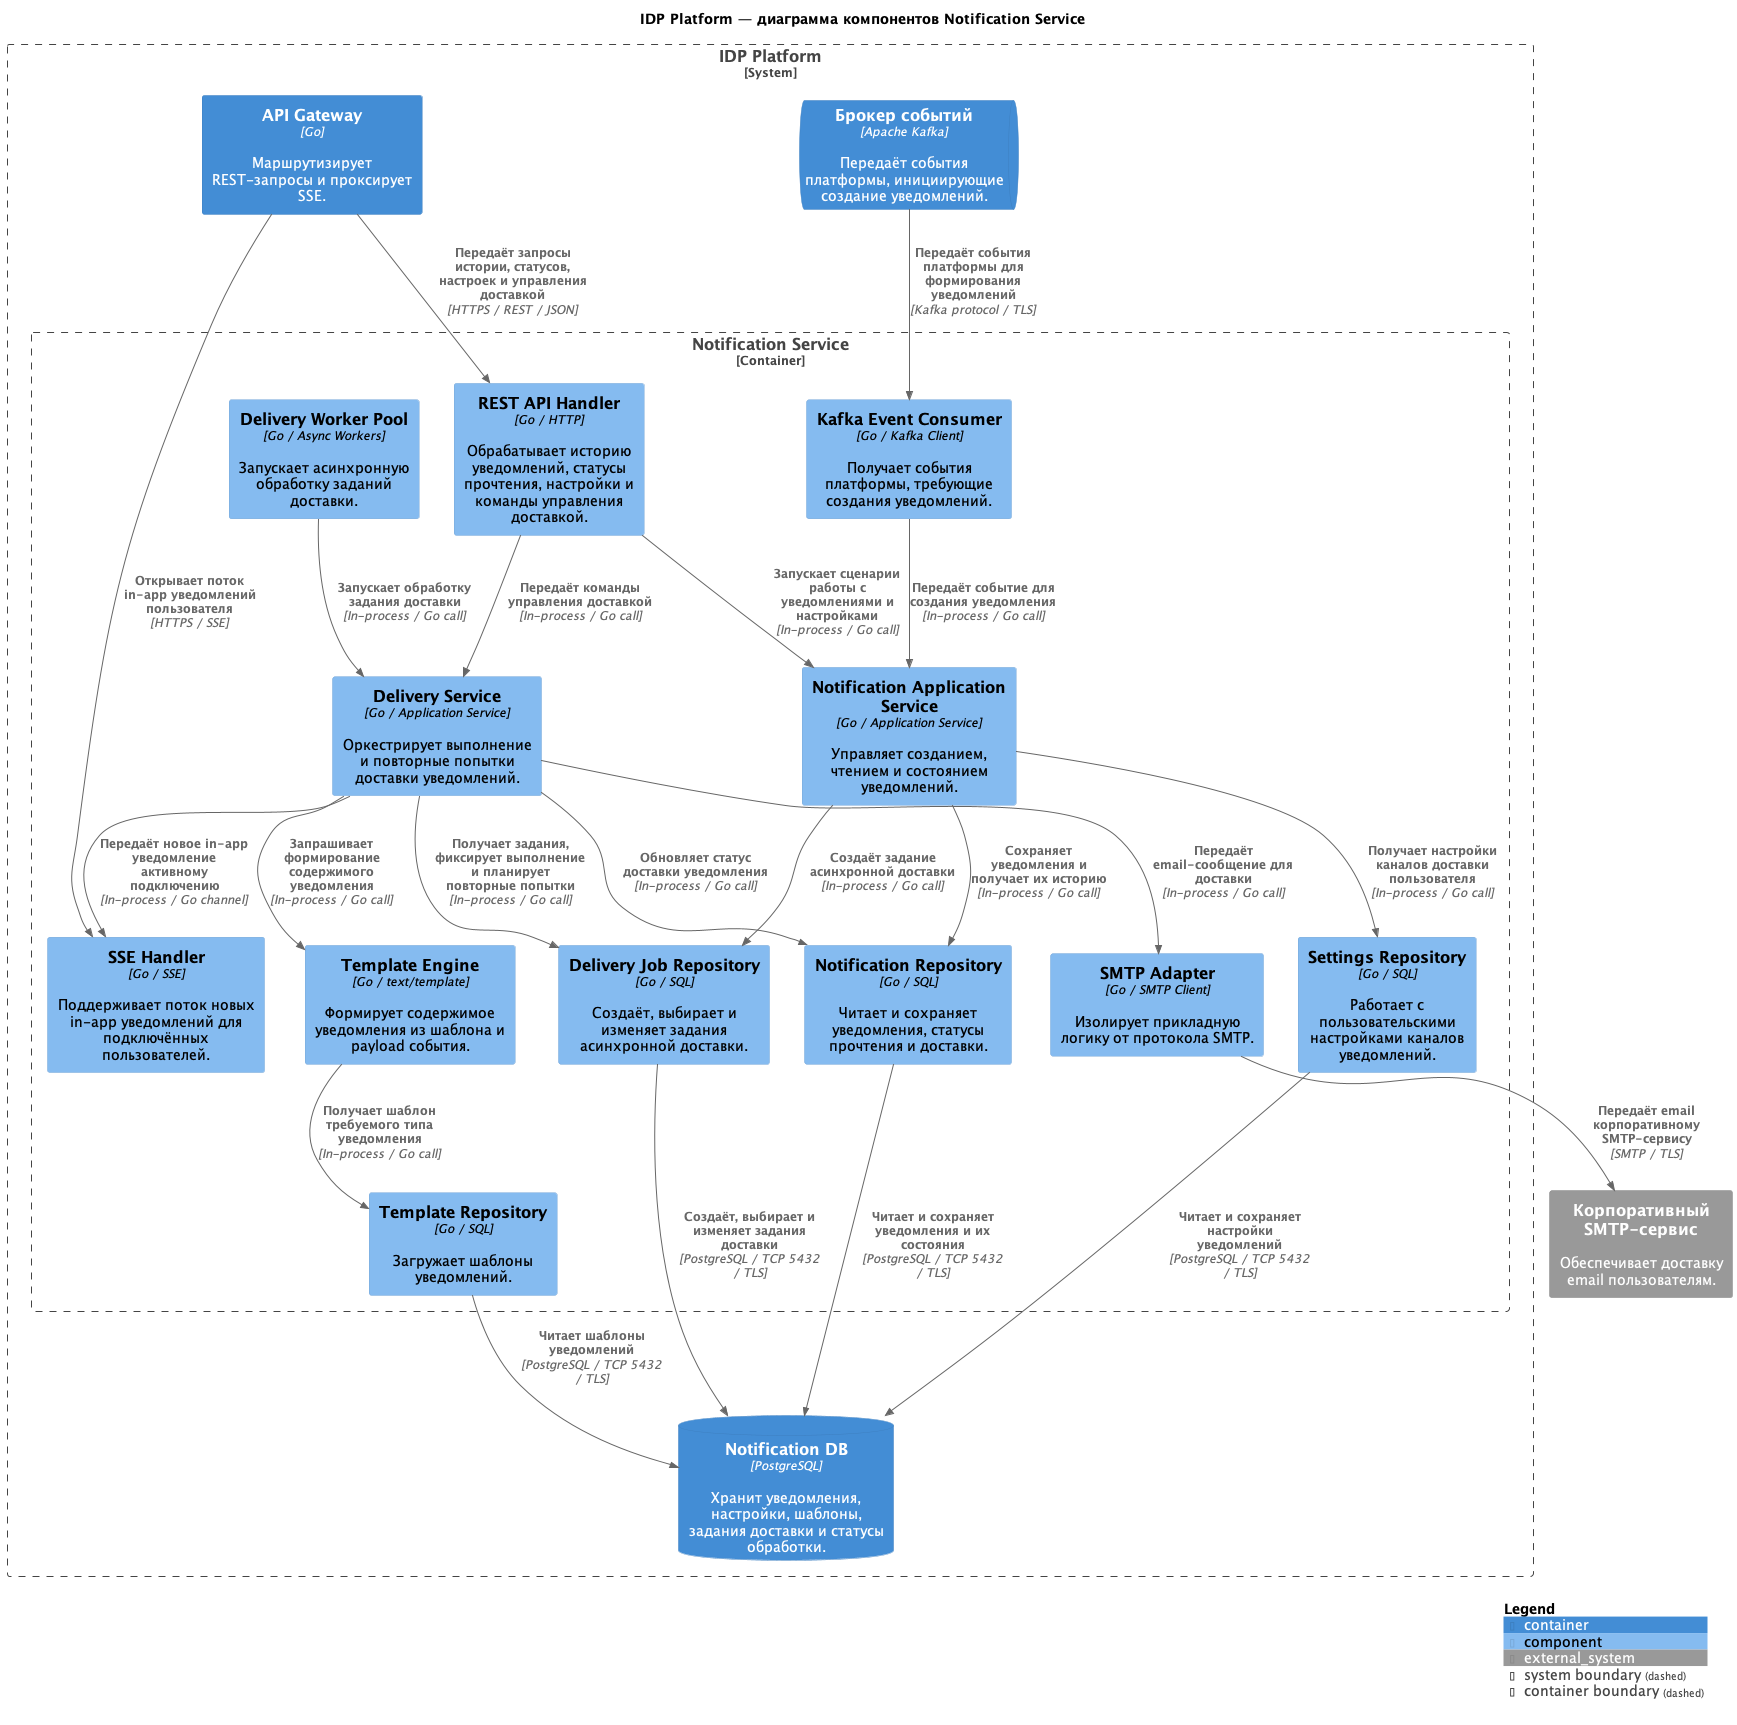 IDP Platform — диаграмма компонентов Notification Service
IDP Platform
[System]
API Gateway
[Go]
Маршрутизирует
REST-запросы и проксирует
SSE.
Брокер событий
[Apache Kafka]
Передаёт события
платформы, инициирующие
создание уведомлений.
Передаёт запросы
истории, статусов,
настроек и управления
доставкой
[HTTPS / REST / JSON]
Передаёт события
платформы для
формирования
уведомлений
[Kafka protocol / TLS]
Notification Service
[Container]
Delivery Worker Pool
[Go / Async Workers]
Запускает асинхронную
обработку заданий
доставки.
REST API Handler
[Go / HTTP]
Обрабатывает историю
уведомлений, статусы
прочтения, настройки и
команды управления
доставкой.
Kafka Event Consumer
[Go / Kafka Client]
Получает события
платформы, требующие
создания уведомлений.
Открывает поток
in-app уведомлений
пользователя
[HTTPS / SSE]
Запускает обработку
задания доставки
[In-process / Go call]
Передаёт команды
управления доставкой
[In-process / Go call]
Запускает сценарии
работы с
уведомлениями и
настройками
[In-process / Go call]
Передаёт событие для
создания уведомления
[In-process / Go call]
Delivery Service
[Go / Application Service]
Оркестрирует выполнение
и повторные попытки
доставки уведомлений.
Notification Application
Service
[Go / Application Service]
Управляет созданием,
чтением и состоянием
уведомлений.
Передаёт новое in-app
уведомление
активному
подключению
[In-process / Go channel]
Запрашивает
формирование
содержимого
уведомления
[In-process / Go call]
Получает задания,
фиксирует выполнение
и планирует
повторные попытки
[In-process / Go call]
Обновляет статус
доставки уведомления
[In-process / Go call]
Создаёт задание
асинхронной доставки
[In-process / Go call]
Сохраняет
уведомления и
получает их историю
[In-process / Go call]
Передаёт
email-сообщение для
доставки
[In-process / Go call]
Получает настройки
каналов доставки
пользователя
[In-process / Go call]
SSE Handler
[Go / SSE]
Поддерживает поток новых
in-app уведомлений для
подключённых
пользователей.
Template Engine
[Go / text/template]
Формирует содержимое
уведомления из шаблона и
payload события.
Delivery Job Repository
[Go / SQL]
Создаёт, выбирает и
изменяет задания
асинхронной доставки.
Notification Repository
[Go / SQL]
Читает и сохраняет
уведомления, статусы
прочтения и доставки.
SMTP Adapter
[Go / SMTP Client]
Изолирует прикладную
логику от протокола SMTP.
Settings Repository
[Go / SQL]
Работает с
пользовательскими
настройками каналов
уведомлений.
Получает шаблон
требуемого типа
уведомления
[In-process / Go call]
Передаёт email
корпоративному
SMTP-сервису
[SMTP / TLS]
Template Repository
[Go / SQL]
Загружает шаблоны
уведомлений.
Создаёт, выбирает и
изменяет задания
доставки
[PostgreSQL / TCP 5432
/ TLS]
Читает и сохраняет
уведомления и их
состояния
[PostgreSQL / TCP 5432
/ TLS]
Читает и сохраняет
настройки
уведомлений
[PostgreSQL / TCP 5432
/ TLS]
Корпоративный
SMTP-сервис
Обеспечивает доставку
email пользователям.
Читает шаблоны
уведомлений
[PostgreSQL / TCP 5432
/ TLS]
Notification DB
[PostgreSQL]
Хранит уведомления,
настройки, шаблоны,
задания доставки и статусы
обработки.
Legend
container
component
external_system
system boundary (dashed)
container boundary (dashed)